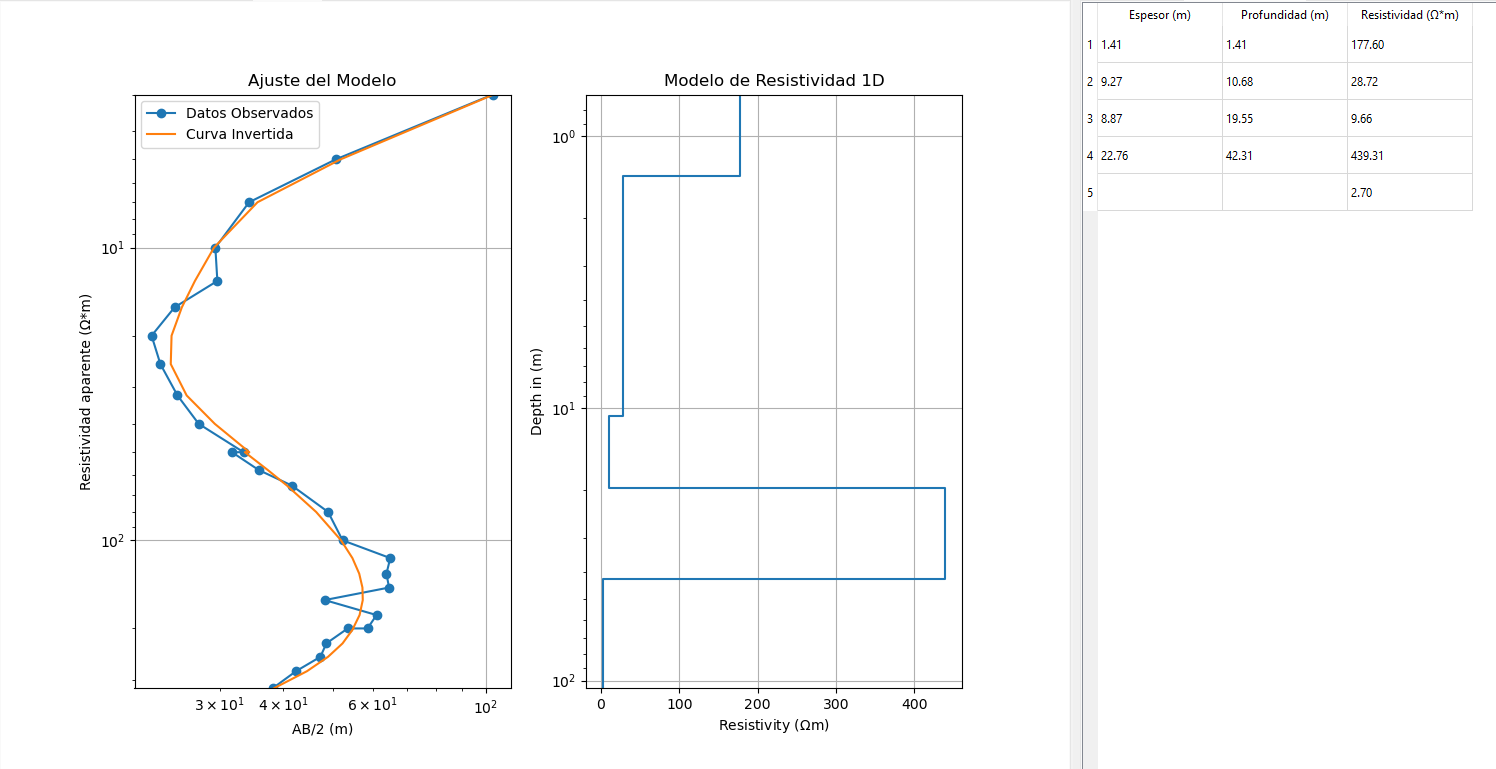 Ajuste del Modelo
Datos Observados
Curva Invertida
10¹
10²
Resistividad aparente (Ω*m)
3 × 10¹ 4 × 10¹ 6 × 10¹ 10²
AB/2 (m)
Modelo de Resistividad 1D
10⁰
10¹
10²
Depth in (m)
0 100 200 300 400
Resistivity (Ωm)
Espesor (m) Profundidad (m) Resistividad (Ω*m)
1 1.41 1.41 177.60
2 9.27 10.68 28.72
3 8.87 19.55 9.66
4 22.76 42.31 439.31
5 2.70